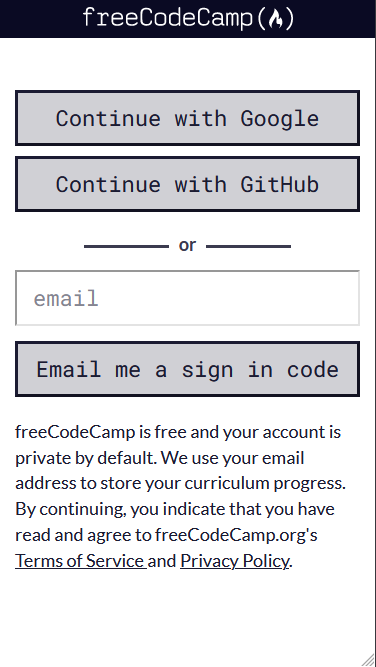 freeCodeCamp
Continue with Google
Continue with GitHub
or
email
Email me a sign in code
freeCodeCamp is free and your account is
private by default. We use your email
address to store your curriculum progress.
By continuing, you indicate that you have
read and agree to freeCodeCamp.org's
Terms of Service and Privacy Policy.